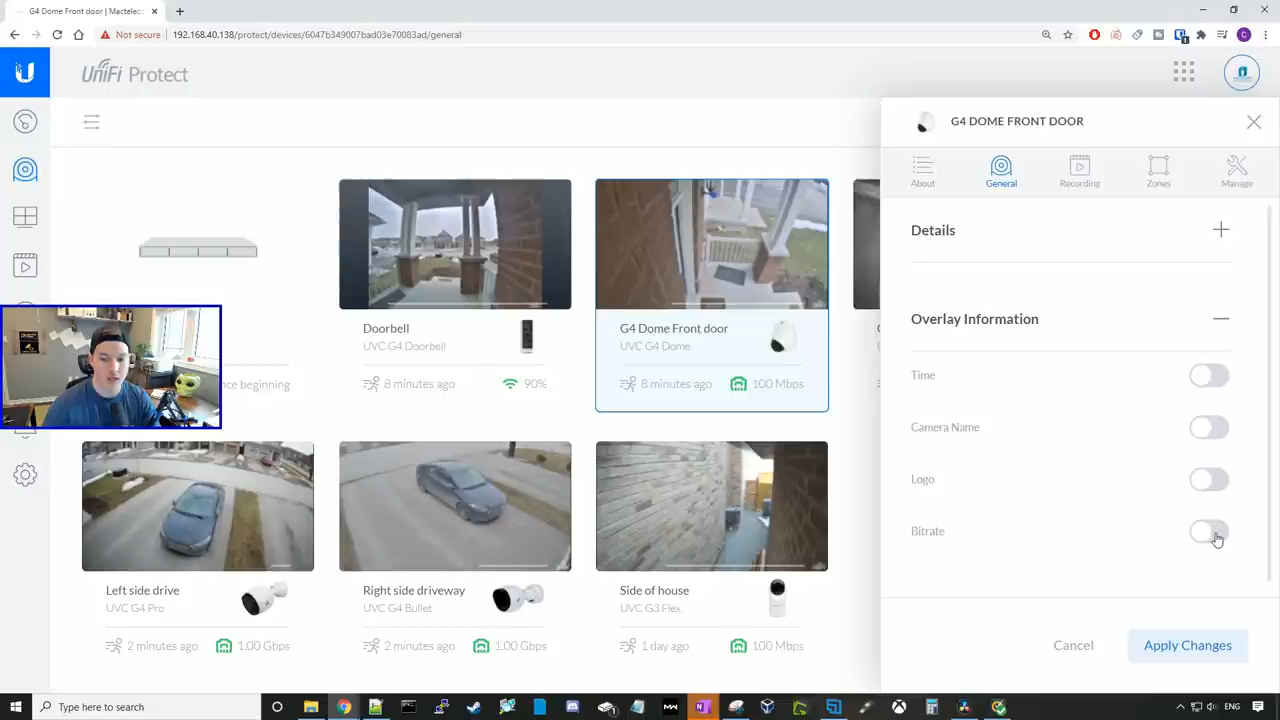 G4 Dome Front door | Mactelec
Not secure
192.168.40.138/protect/devices/6047b349007bad03e70083ad/general
UniFi Protect
G4 DOME FRONT DOOR
About
General
Recording
Zones
Manage
Details
Overlay Information
Time
Camera Name
Logo
Bitrate
Cancel
Apply Changes
nce beginning
Doorbell
UVC G4 Doorbell
8 minutes ago
90%
G4 Dome Front door
UVC G4 Dome
8 minutes ago
100 Mbps
Left side drive
UVC G4 Pro
2 minutes ago
1.00 Gbps
Right side driveway
UVC G4 Bullet
2 minutes ago
1.00 Gbps
Side of house
UVC G3 Flex
1 day ago
100 Mbps
Type here to search
ENG